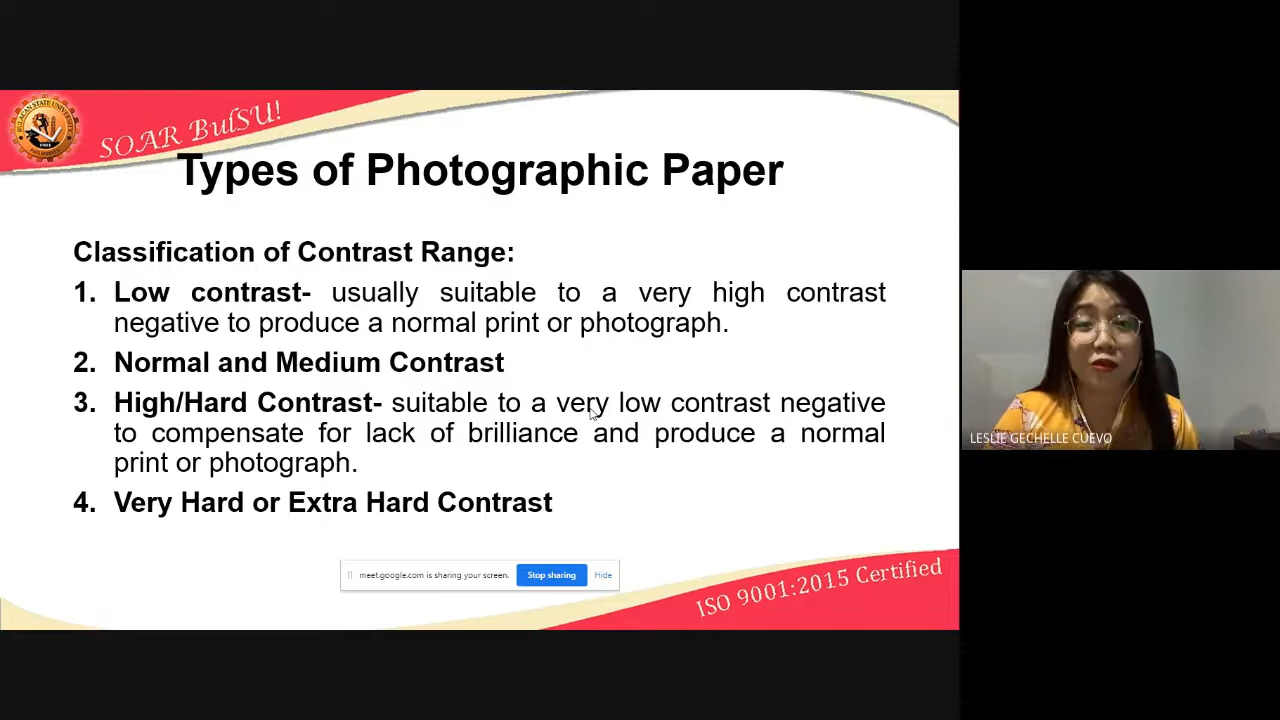 BULACAN STATE UNIVERSITY
SOAR BulSU!
Types of Photographic Paper
Classification of Contrast Range:
1. Low contrast- usually suitable to a very high contrast
negative to produce a normal print or photograph.
2. Normal and Medium Contrast
3. High/Hard Contrast- suitable to a very low contrast negative
to compensate for lack of brilliance and produce a normal
print or photograph.
4. Very Hard or Extra Hard Contrast
meet.google.com is sharing your screen. Stop sharing Hide
ISO 9001:2015 Certified
LESLIE GECHELLE CUEVO